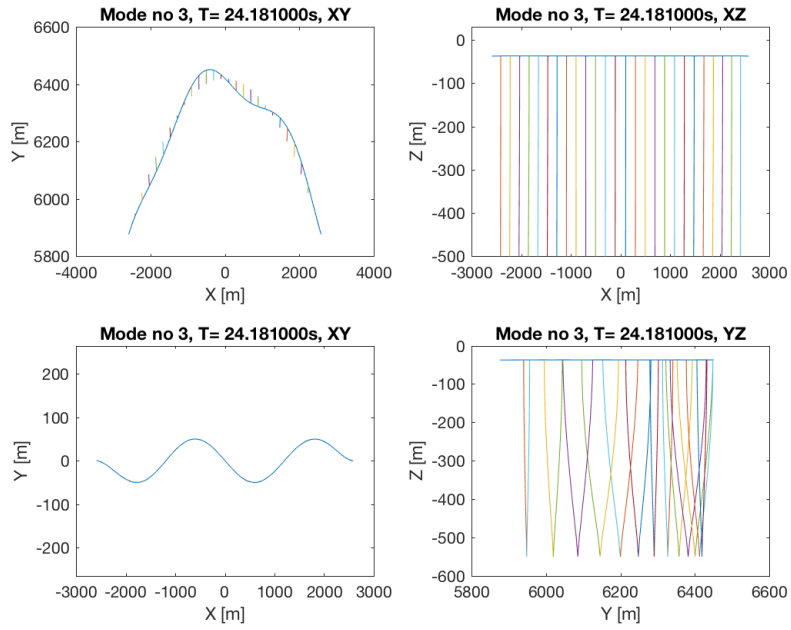 Mode no 3, T= 24.181000s, XY
6600
6400
6200
6000
5800
Y [m]
-4000 -2000 0 2000 4000
X [m]
Mode no 3, T= 24.181000s, XZ
0
-100
-200
-300
-400
-500
Z [m]
-3000 -2000 -1000 0 1000 2000 3000
X [m]
Mode no 3, T= 24.181000s, XY
200
100
0
-100
-200
Y [m]
-3000 -2000 -1000 0 1000 2000 3000
X [m]
Mode no 3, T= 24.181000s, YZ
0
-100
-200
-300
-400
-500
-600
Z [m]
5800 6000 6200 6400 6600
Y [m]